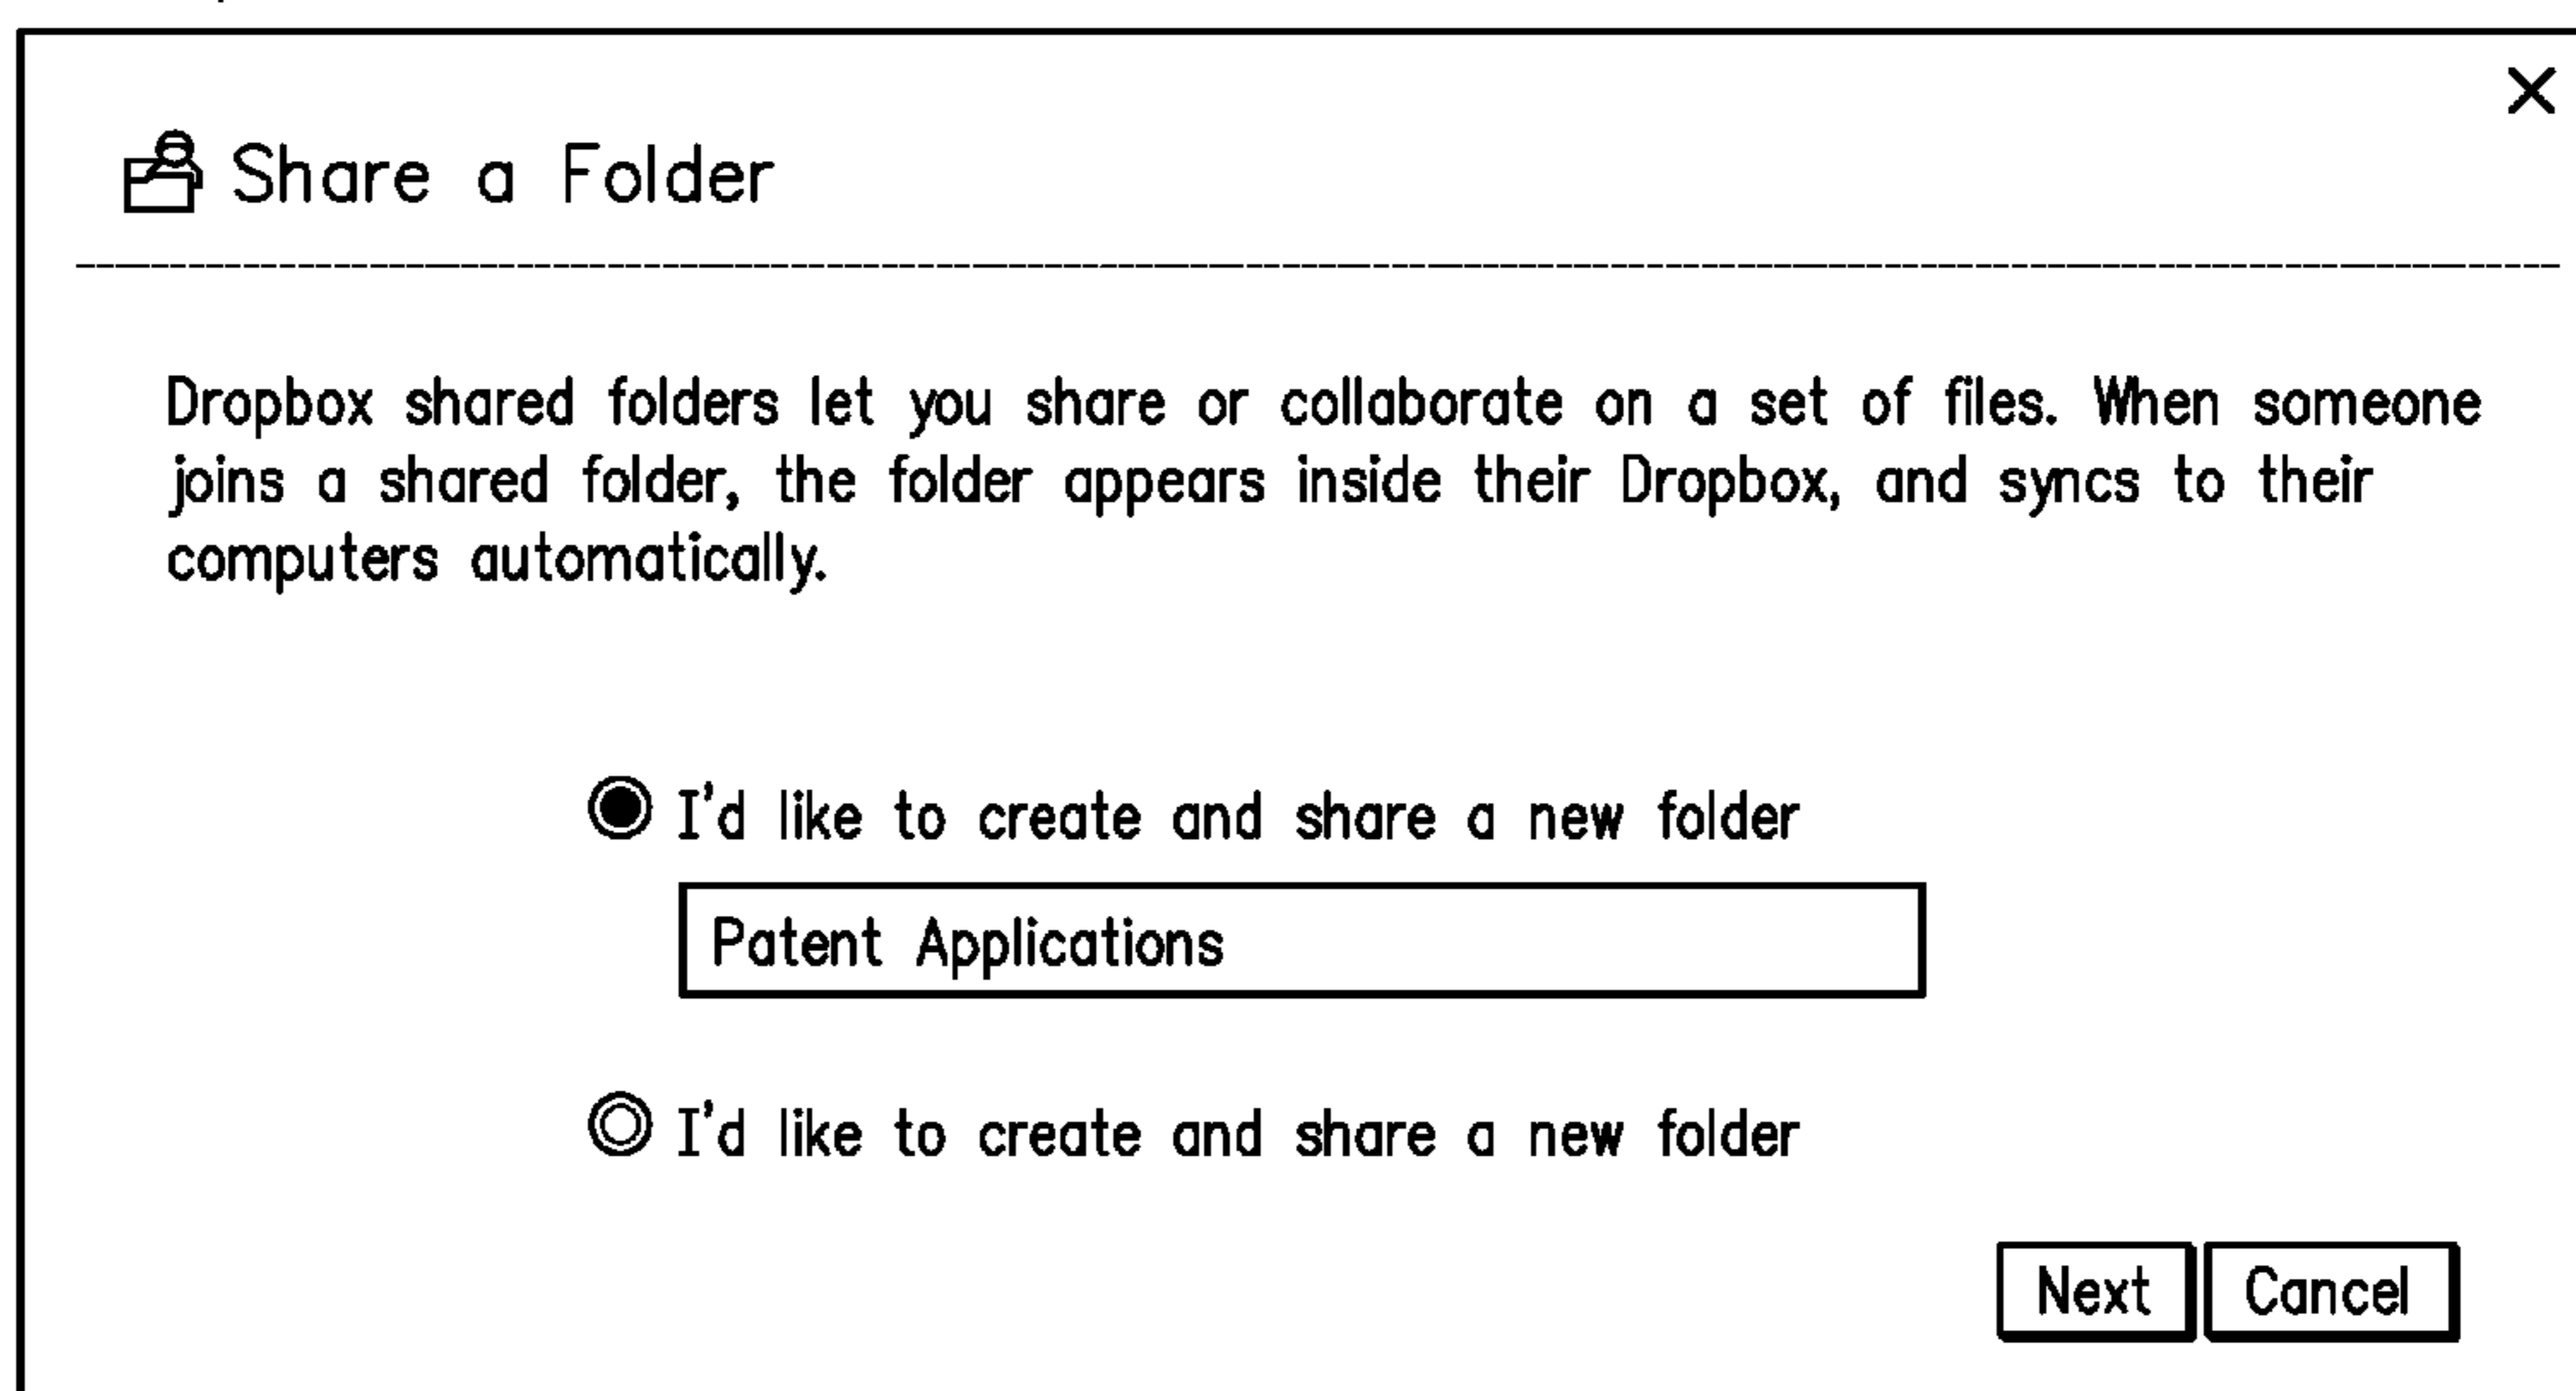 Share a Folder
Dropbox shared folders let you share or collaborate on a set of files. When someone
joins a shared folder, the folder appears inside their Dropbox, and syncs to their
computers automatically.
I'd like to create and share a new folder
Patent Applications
I'd like to create and share a new folder
Next Cancel